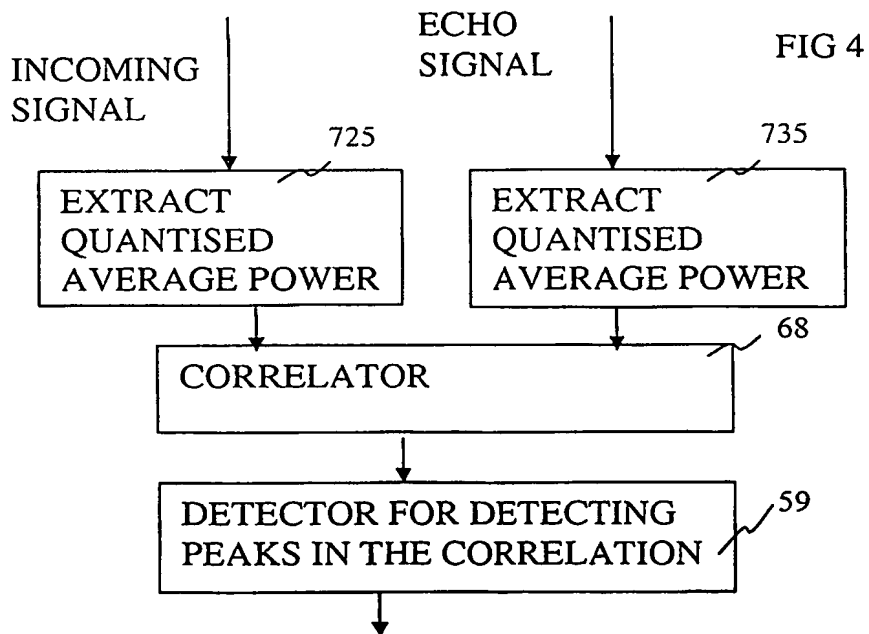 ECHO
SIGNAL
FIG 4
INCOMING
SIGNAL
725
735
EXTRACT
QUANTISED
AVERAGE POWER
EXTRACT
QUANTISED
AVERAGE POWER
68
CORRELATOR
59
DETECTOR FOR DETECTING
PEAKS IN THE CORRELATION